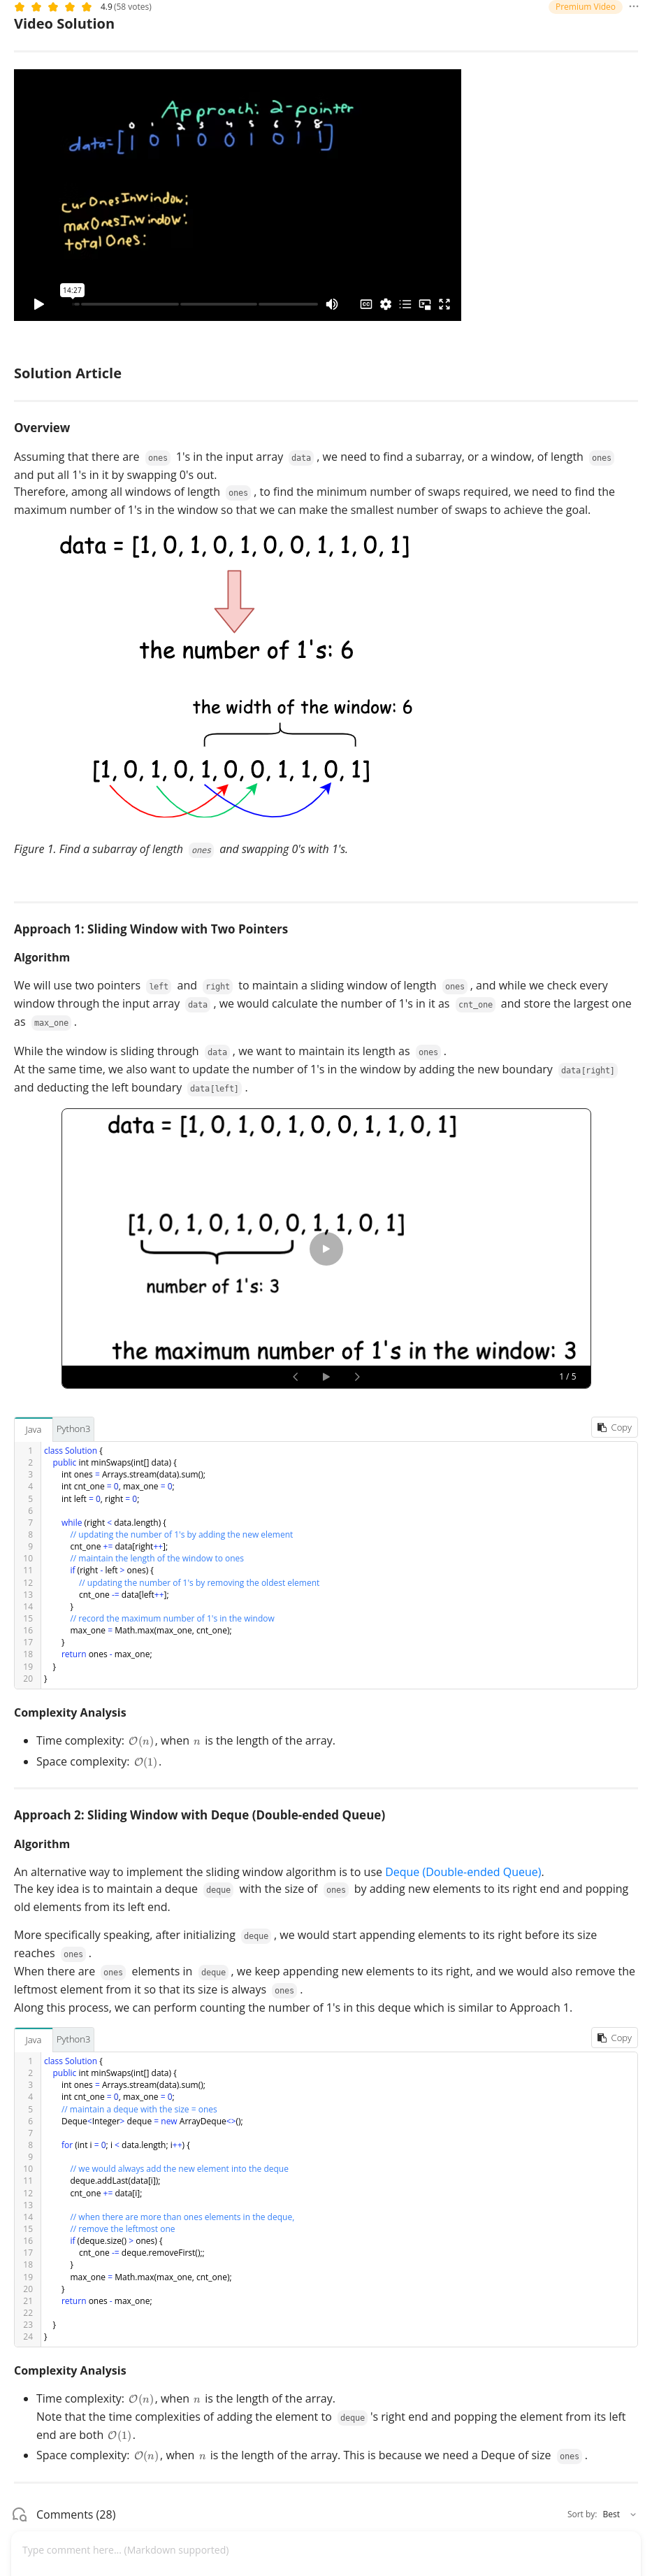 4.9 (58 votes)
Premium Video
Video Solution
Approach: 2-pointer
0 1 2 3 4 5 6 7 8
data=[1 0 1 0 0 1 0 1 1]
curOnesInWindow:
maxOnesInWindow:
totalOnes:
14:27
CC
Solution Article
Overview
Assuming that there are ones 1's in the input array data , we need to find a subarray, or a window, of length ones
and put all 1's in it by swapping 0's out.
Therefore, among all windows of length ones , to find the minimum number of swaps required, we need to find the
maximum number of 1's in the window so that we can make the smallest number of swaps to achieve the goal.
data = [1, 0, 1, 0, 1, 0, 0, 1, 1, 0, 1]
the number of 1's: 6
the width of the window: 6
[1, 0, 1, 0, 1, 0, 0, 1, 1, 0, 1]
Figure 1. Find a subarray of length ones and swapping 0's with 1's.
Approach 1: Sliding Window with Two Pointers
Algorithm
We will use two pointers left and right to maintain a sliding window of length ones , and while we check every
window through the input array data , we would calculate the number of 1's in it as cnt_one and store the largest one
as max_one .
While the window is sliding through data , we want to maintain its length as ones .
At the same time, we also want to update the number of 1's in the window by adding the new boundary data[right]
and deducting the left boundary data[left] .
data = [1, 0, 1, 0, 1, 0, 0, 1, 1, 0, 1]
[1, 0, 1, 0, 1, 0, 0, 1, 1, 0, 1]
number of 1's: 3
the maximum number of 1's in the window: 3
1 / 5
Java Python3 Copy
1 class Solution {
2 public int minSwaps(int[] data) {
3 int ones = Arrays.stream(data).sum();
4 int cnt_one = 0, max_one = 0;
5 int left = 0, right = 0;
6
7 while (right < data.length) {
8 // updating the number of 1's by adding the new element
9 cnt_one += data[right++];
10 // maintain the length of the window to ones
11 if (right - left > ones) {
12 // updating the number of 1's by removing the oldest element
13 cnt_one -= data[left++];
14 }
15 // record the maximum number of 1's in the window
16 max_one = Math.max(max_one, cnt_one);
17 }
18 return ones - max_one;
19 }
20 }
Complexity Analysis
• Time complexity: O(n), when n is the length of the array.
• Space complexity: O(1).
Approach 2: Sliding Window with Deque (Double-ended Queue)
Algorithm
An alternative way to implement the sliding window algorithm is to use Deque (Double-ended Queue).
The key idea is to maintain a deque deque with the size of ones by adding new elements to its right end and popping
old elements from its left end.
More specifically speaking, after initializing deque , we would start appending elements to its right before its size
reaches ones .
When there are ones elements in deque , we keep appending new elements to its right, and we would also remove the
leftmost element from it so that its size is always ones .
Along this process, we can perform counting the number of 1's in this deque which is similar to Approach 1.
Java Python3 Copy
1 class Solution {
2 public int minSwaps(int[] data) {
3 int ones = Arrays.stream(data).sum();
4 int cnt_one = 0, max_one = 0;
5 // maintain a deque with the size = ones
6 Deque<Integer> deque = new ArrayDeque<>();
7
8 for (int i = 0; i < data.length; i++) {
9
10 // we would always add the new element into the deque
11 deque.addLast(data[i]);
12 cnt_one += data[i];
13
14 // when there are more than ones elements in the deque,
15 // remove the leftmost one
16 if (deque.size() > ones) {
17 cnt_one -= deque.removeFirst();;
18 }
19 max_one = Math.max(max_one, cnt_one);
20 }
21 return ones - max_one;
22
23 }
24 }
Complexity Analysis
• Time complexity: O(n), when n is the length of the array.
Note that the time complexities of adding the element to deque 's right end and popping the element from its left
end are both O(1).
• Space complexity: O(n), when n is the length of the array. This is because we need a Deque of size ones .
Comments (28)
Sort by: Best
Type comment here... (Markdown supported)